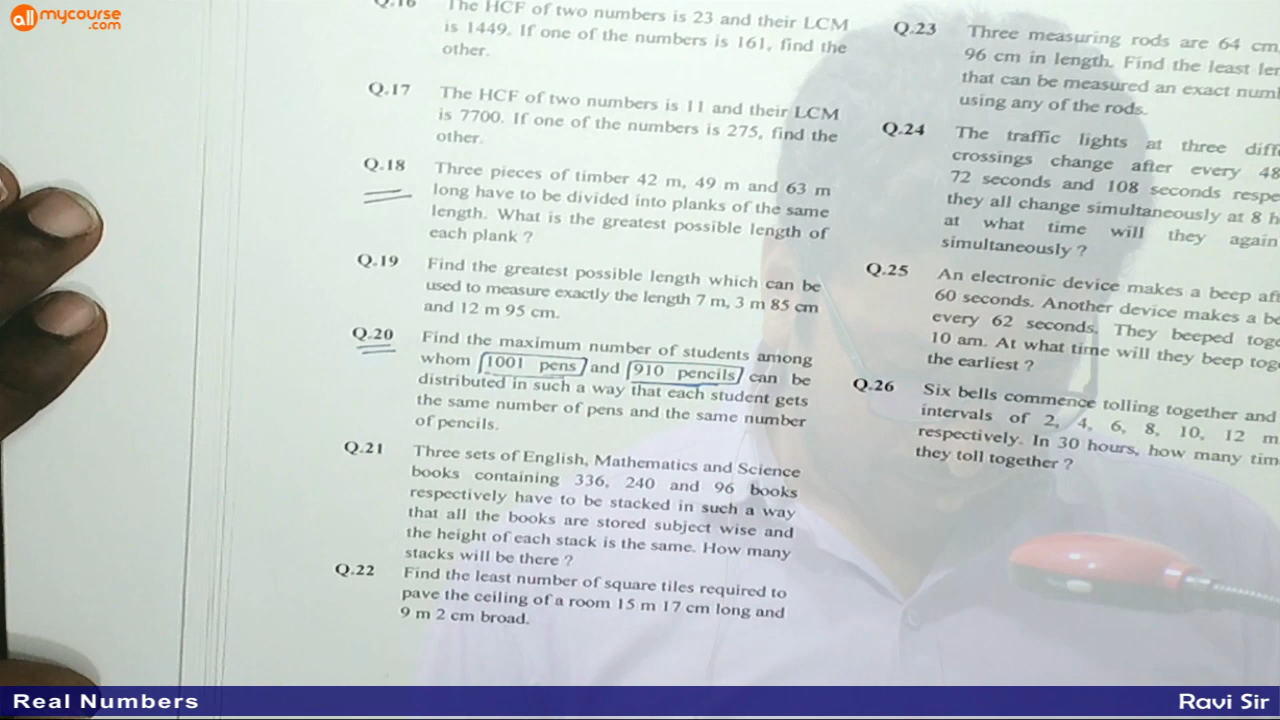 all mycourse
.com
Q.16 The HCF of two numbers is 23 and their LCM
is 1449. If one of the numbers is 161, find the
other.
Q.17 The HCF of two numbers is 11 and their LCM
is 7700. If one of the numbers is 275, find the
other.
Q.18 Three pieces of timber 42 m, 49 m and 63 m
long have to be divided into planks of the same
length. What is the greatest possible length of
each plank ?
Q.19 Find the greatest possible length which can be
used to measure exactly the length 7 m, 3 m 85 cm
and 12 m 95 cm.
Q.20 Find the maximum number of students among
whom 1001 pens and 910 pencils can be
distributed in such a way that each student gets
the same number of pens and the same number
of pencils.
Q.21 Three sets of English, Mathematics and Science
books containing 336, 240 and 96 books
respectively have to be stacked in such a way
that all the books are stored subject wise and
the height of each stack is the same. How many
stacks will be there ?
Q.22 Find the least number of square tiles required to
pave the ceiling of a room 15 m 17 cm long and
9 m 2 cm broad.
Q.23 Three measuring rods are 64 cm,
96 cm in length. Find the least
that can be measured an exact
using any of the rods.
Q.24 The traffic lights at three
crossings change after every 48
72 seconds and 108 seconds
they all change simultaneously at 8
at what time will they again
simultaneously ?
Q.25 An electronic device makes a beep
60 seconds. Another device makes a
every 62 seconds. They beeped
10 am. At what time will they beep
the earliest ?
Q.26 Six bells commence tolling together and
intervals of 2, 4, 6, 8, 10, 12
respectively. In 30 hours, how many
they toll together ?
Real Numbers
Ravi Sir